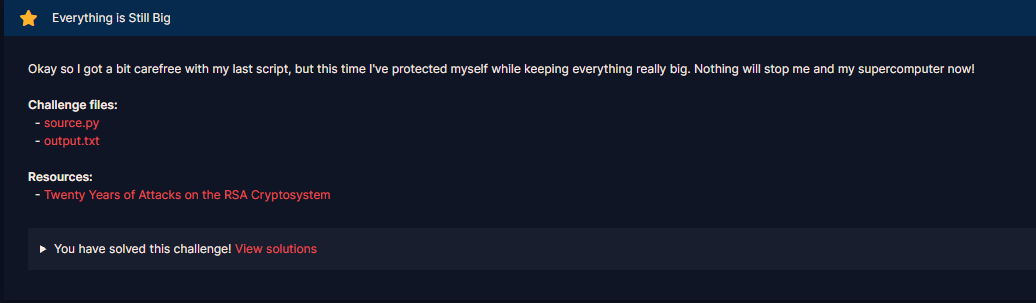 Everything is Still Big
Okay so I got a bit carefree with my last script, but this time I've protected myself while keeping everything really big. Nothing will stop me and my supercomputer now!
Challenge files:
- source.py
- output.txt
Resources:
- Twenty Years of Attacks on the RSA Cryptosystem
You have solved this challenge! View solutions